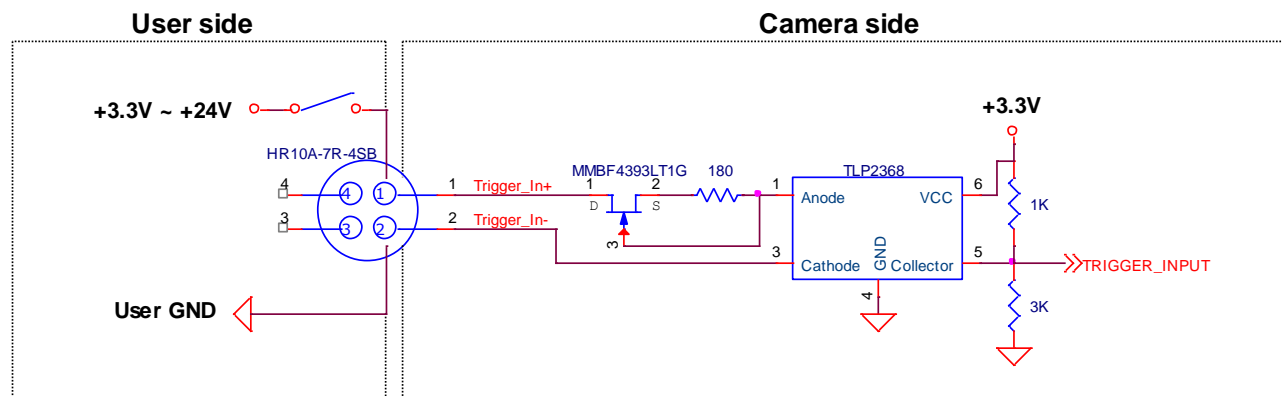 User side
Camera side
+3.3V ~ +24V
+3.3V
HR10A-7R-4SB
MMBF4393LT1G
180
TLP2368
4
4
1
1
Trigger_In+
1
D
2
S
1
Anode
VCC
6
1K
3
3
2
2
Trigger_In-
3
3
Cathode
GND
Collector
5
TRIGGER_INPUT
4
3K
User GND